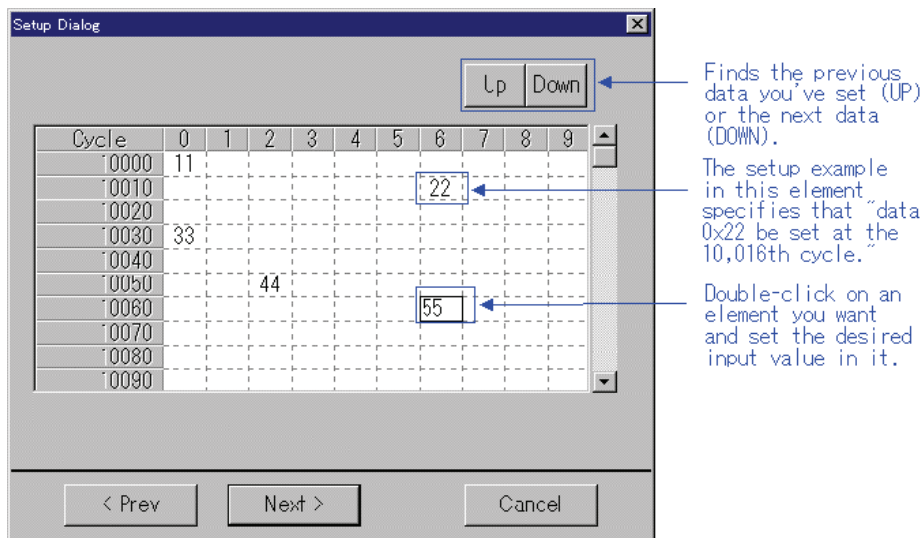 Setup Dialog
Up Down
Finds the previous
data you've set (UP)
or the next data
(DOWN).
Cycle 0 1 2 3 4 5 6 7 8 9
10000 11
10010 22
10020
10030 33
10040
10050 44
10060 55
10070
10080
10090
The setup example
in this element
specifies that "data
0x22 be set at the
10,016th cycle."
Double-click on an
element you want
and set the desired
input value in it.
< Prev Next > Cancel